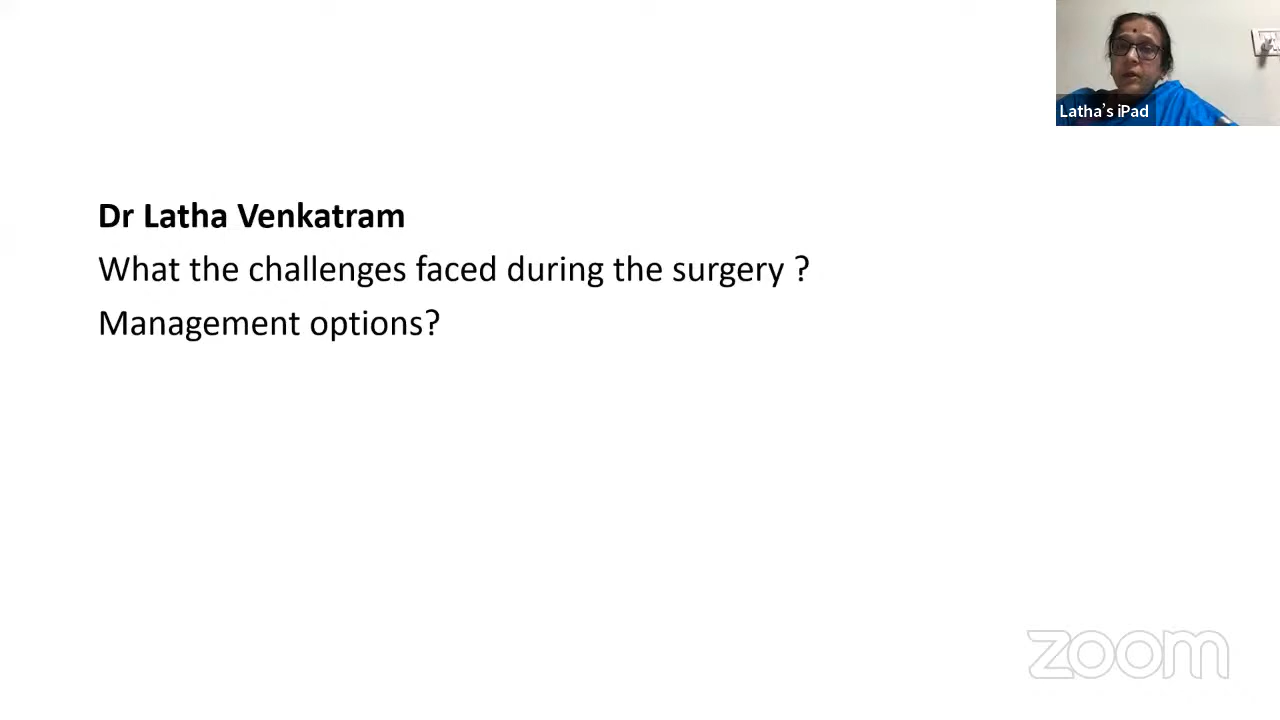 Latha's iPad
Dr Latha Venkatram
What the challenges faced during the surgery ?
Management options?
zoom